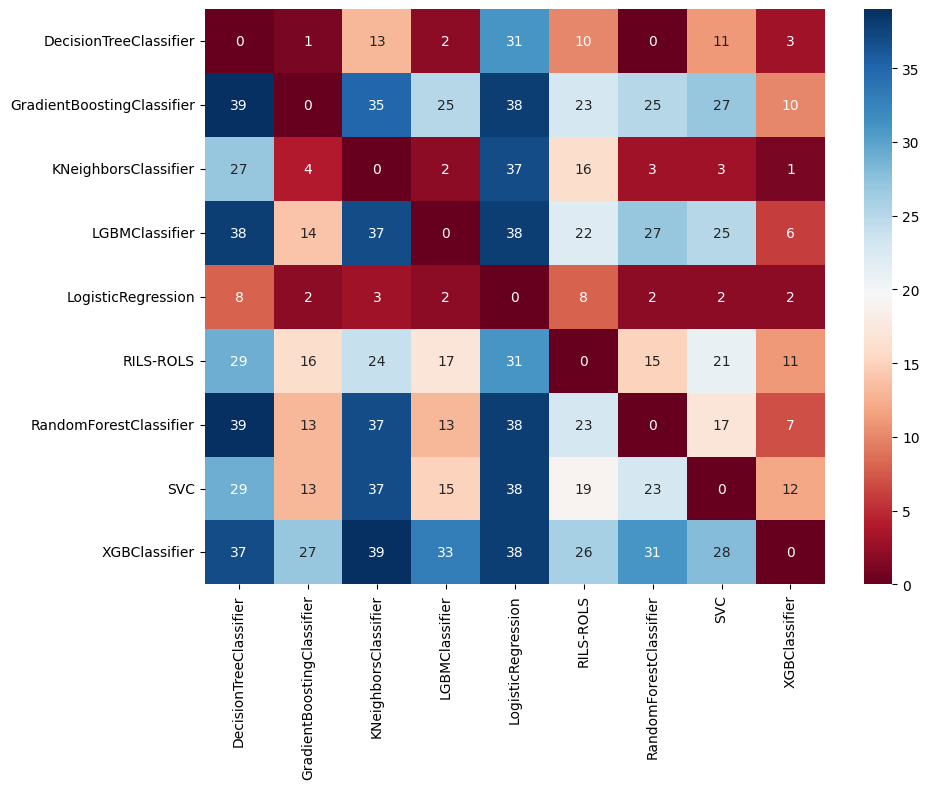 DecisionTreeClassifier 0 1 13 2 31 10 0 11 3
GradientBoostingClassifier 39 0 35 25 38 23 25 27 10
KNeighborsClassifier 27 4 0 2 37 16 3 3 1
LGBMClassifier 38 14 37 0 38 22 27 25 6
LogisticRegression 8 2 3 2 0 8 2 2 2
RILS-ROLS 29 16 24 17 31 0 15 21 11
RandomForestClassifier 39 13 37 13 38 23 0 17 7
SVC 29 13 37 15 38 19 23 0 12
XGBClassifier 37 27 39 33 38 26 31 28 0
DecisionTreeClassifier
GradientBoostingClassifier
KNeighborsClassifier
LGBMClassifier
LogisticRegression
RILS-ROLS
RandomForestClassifier
SVC
XGBClassifier
35
30
25
20
15
10
5
0